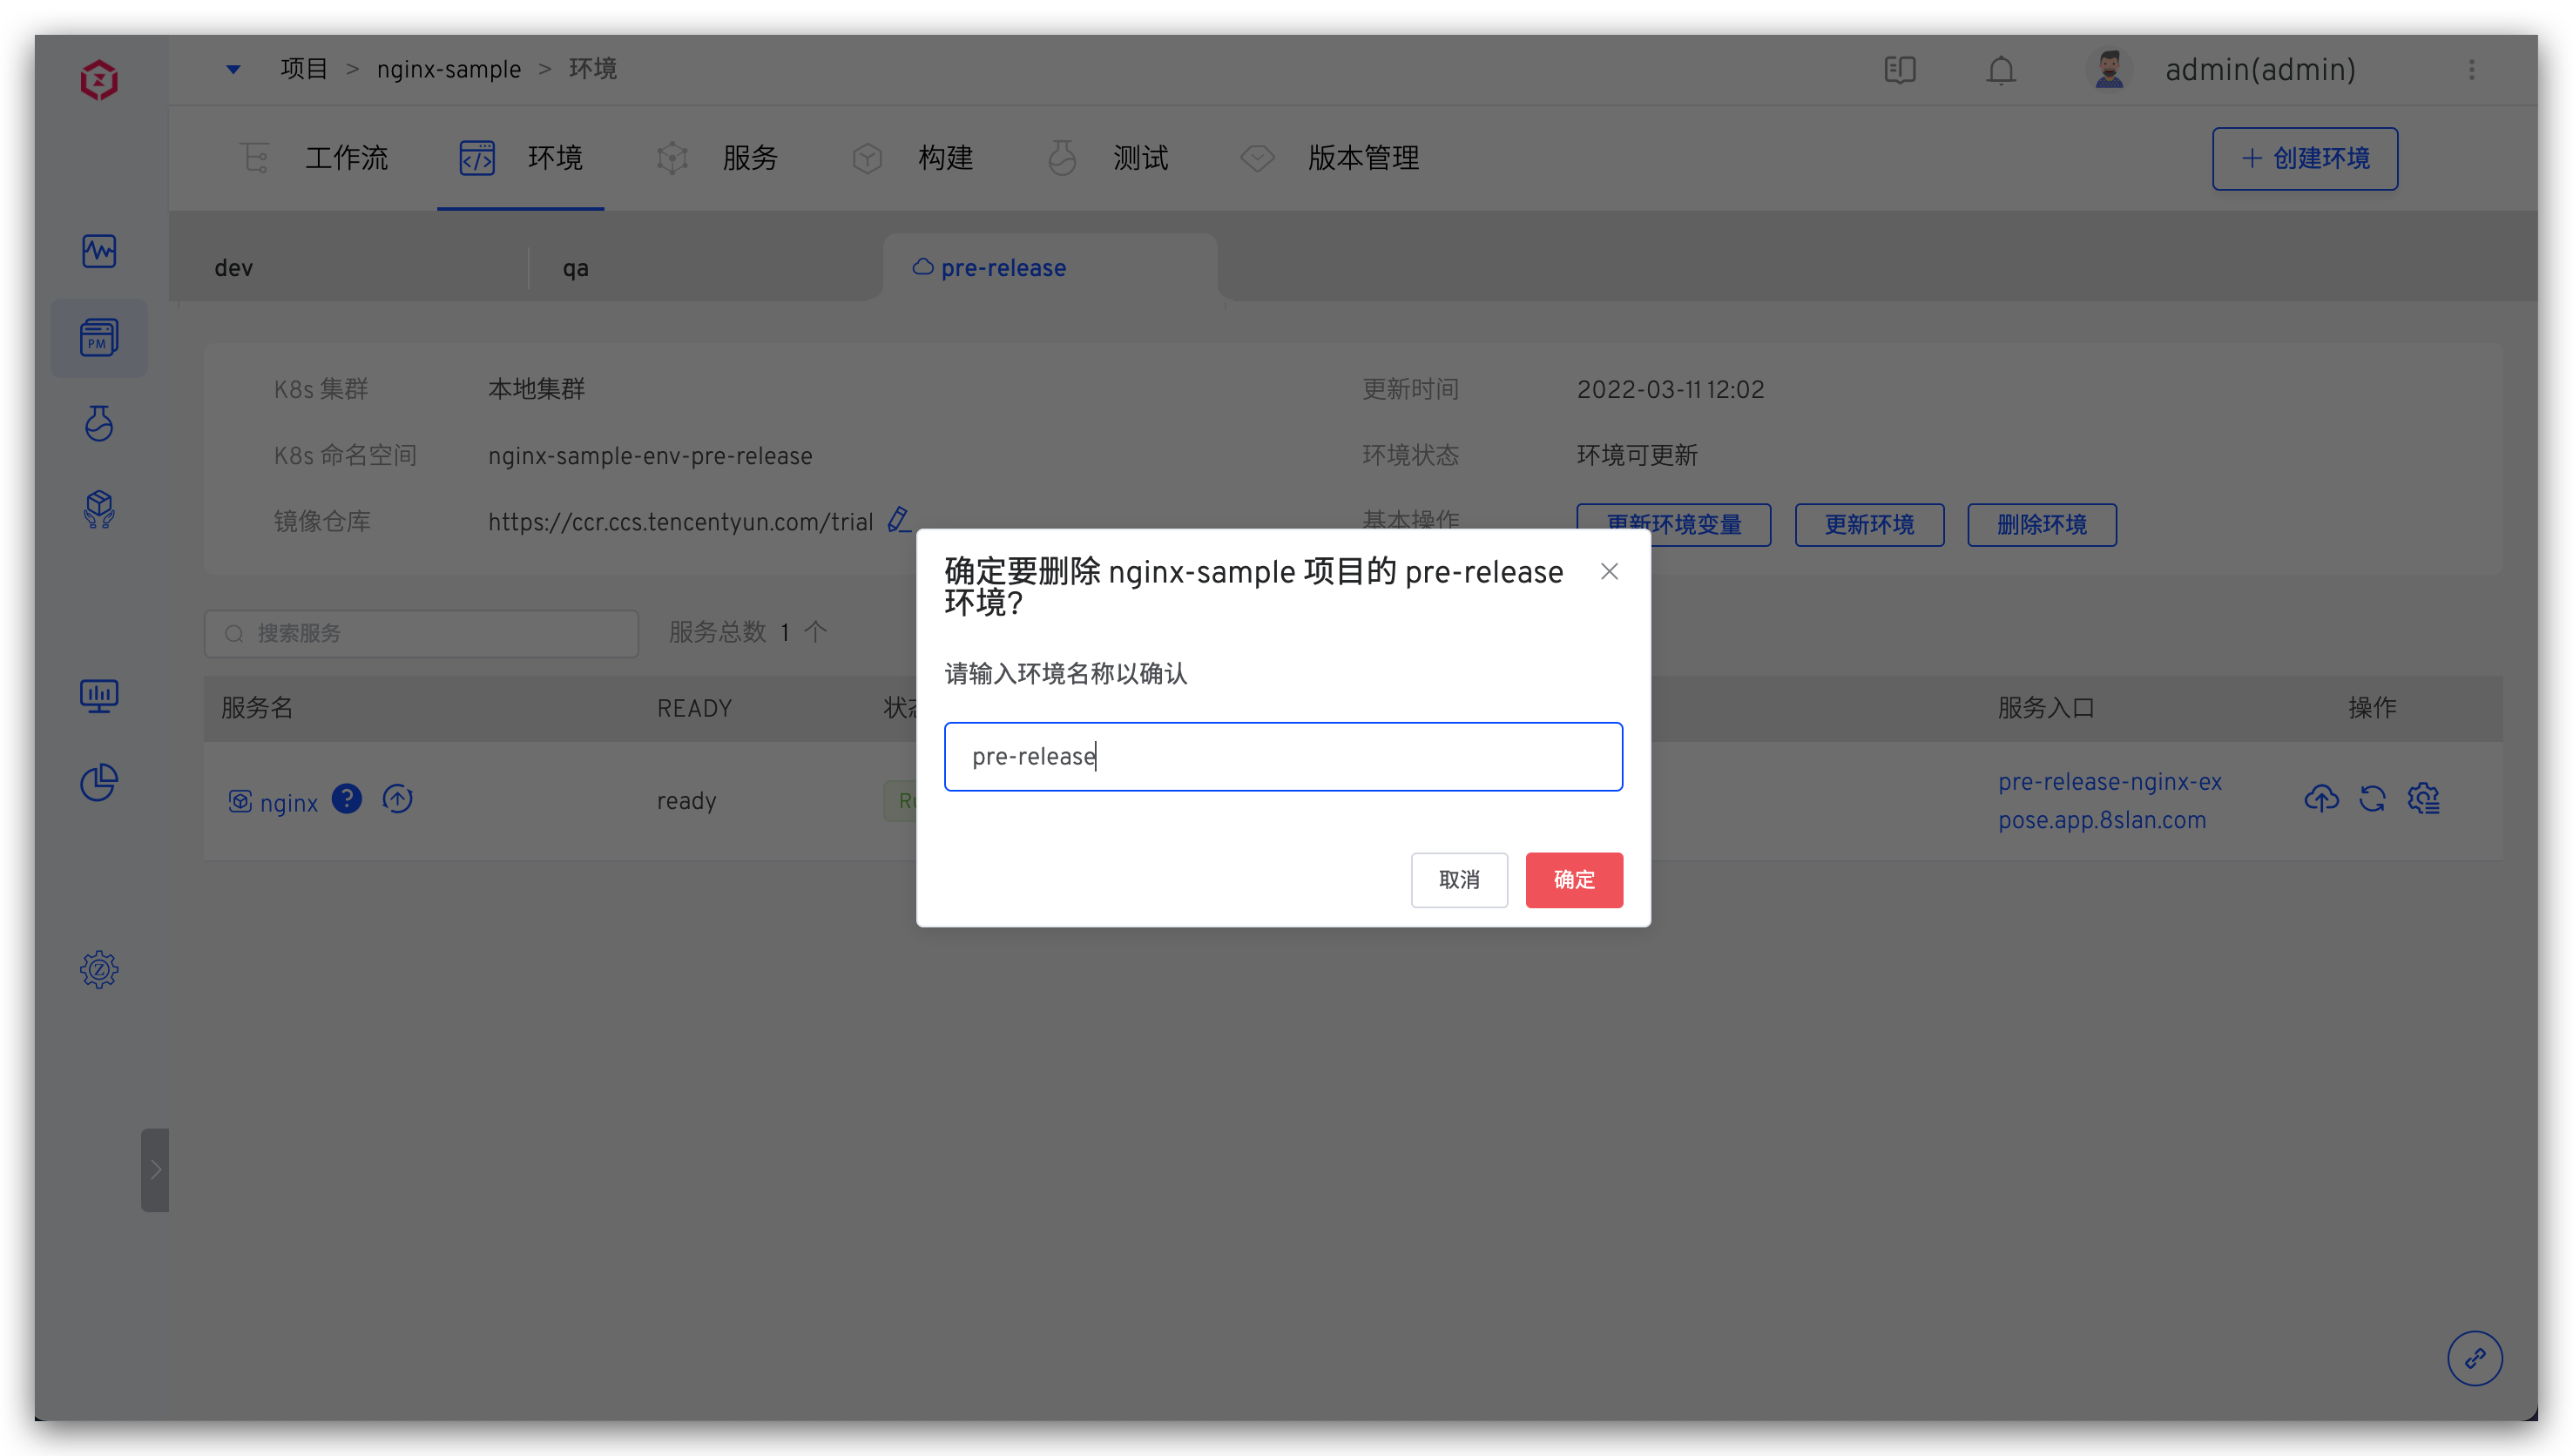 项目 > nginx-sample > 环境
admin(admin)
工作流 环境 服务 构建 测试 版本管理
+ 创建环境
dev qa pre-release
PM
K8s 集群 本地集群 更新时间 2022-03-11 12:02
K8s 命名空间 nginx-sample-env-pre-release 环境状态 环境可更新
镜像仓库 https://ccr.ccs.tencentyun.com/trial 基本操作 更新环境变量 更新环境 删除环境
确定要删除 nginx-sample 项目的 pre-release
环境?
请输入环境名称以确认
pre-release
取消 确定
搜索服务 服务总数 1 个
服务名 READY 服务入口 操作
nginx ready
pre-release-nginx-ex
pose.app.8slan.com